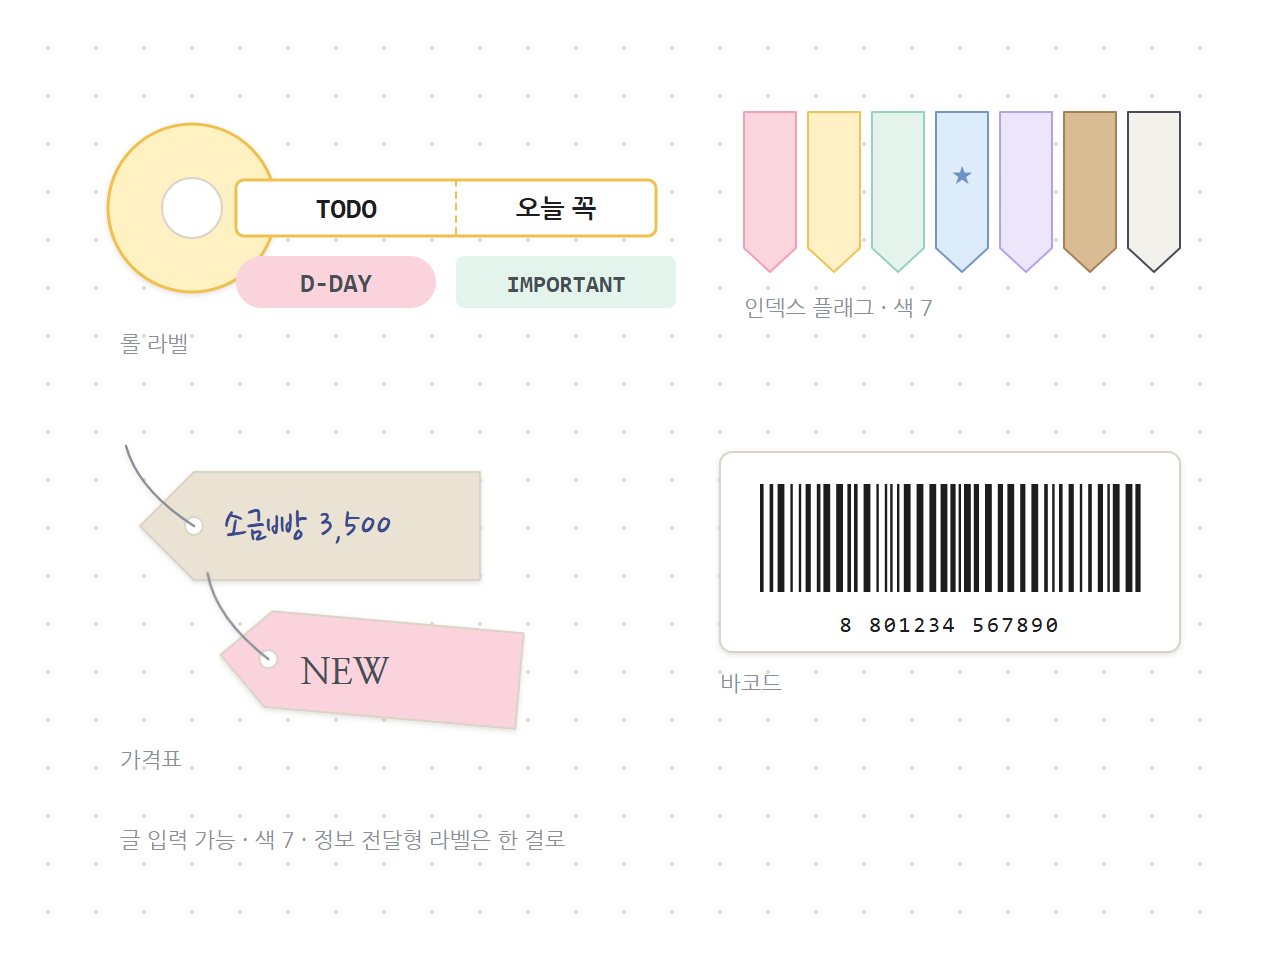 TODO
오늘 꼭
D-DAY
IMPORTANT
롤 라벨
★
인덱스 플래그 · 색 7
소금빵 3,500
NEW
가격표
8 801234 567890
바코드
글 입력 가능 · 색 7 · 정보 전달형 라벨은 한 결로